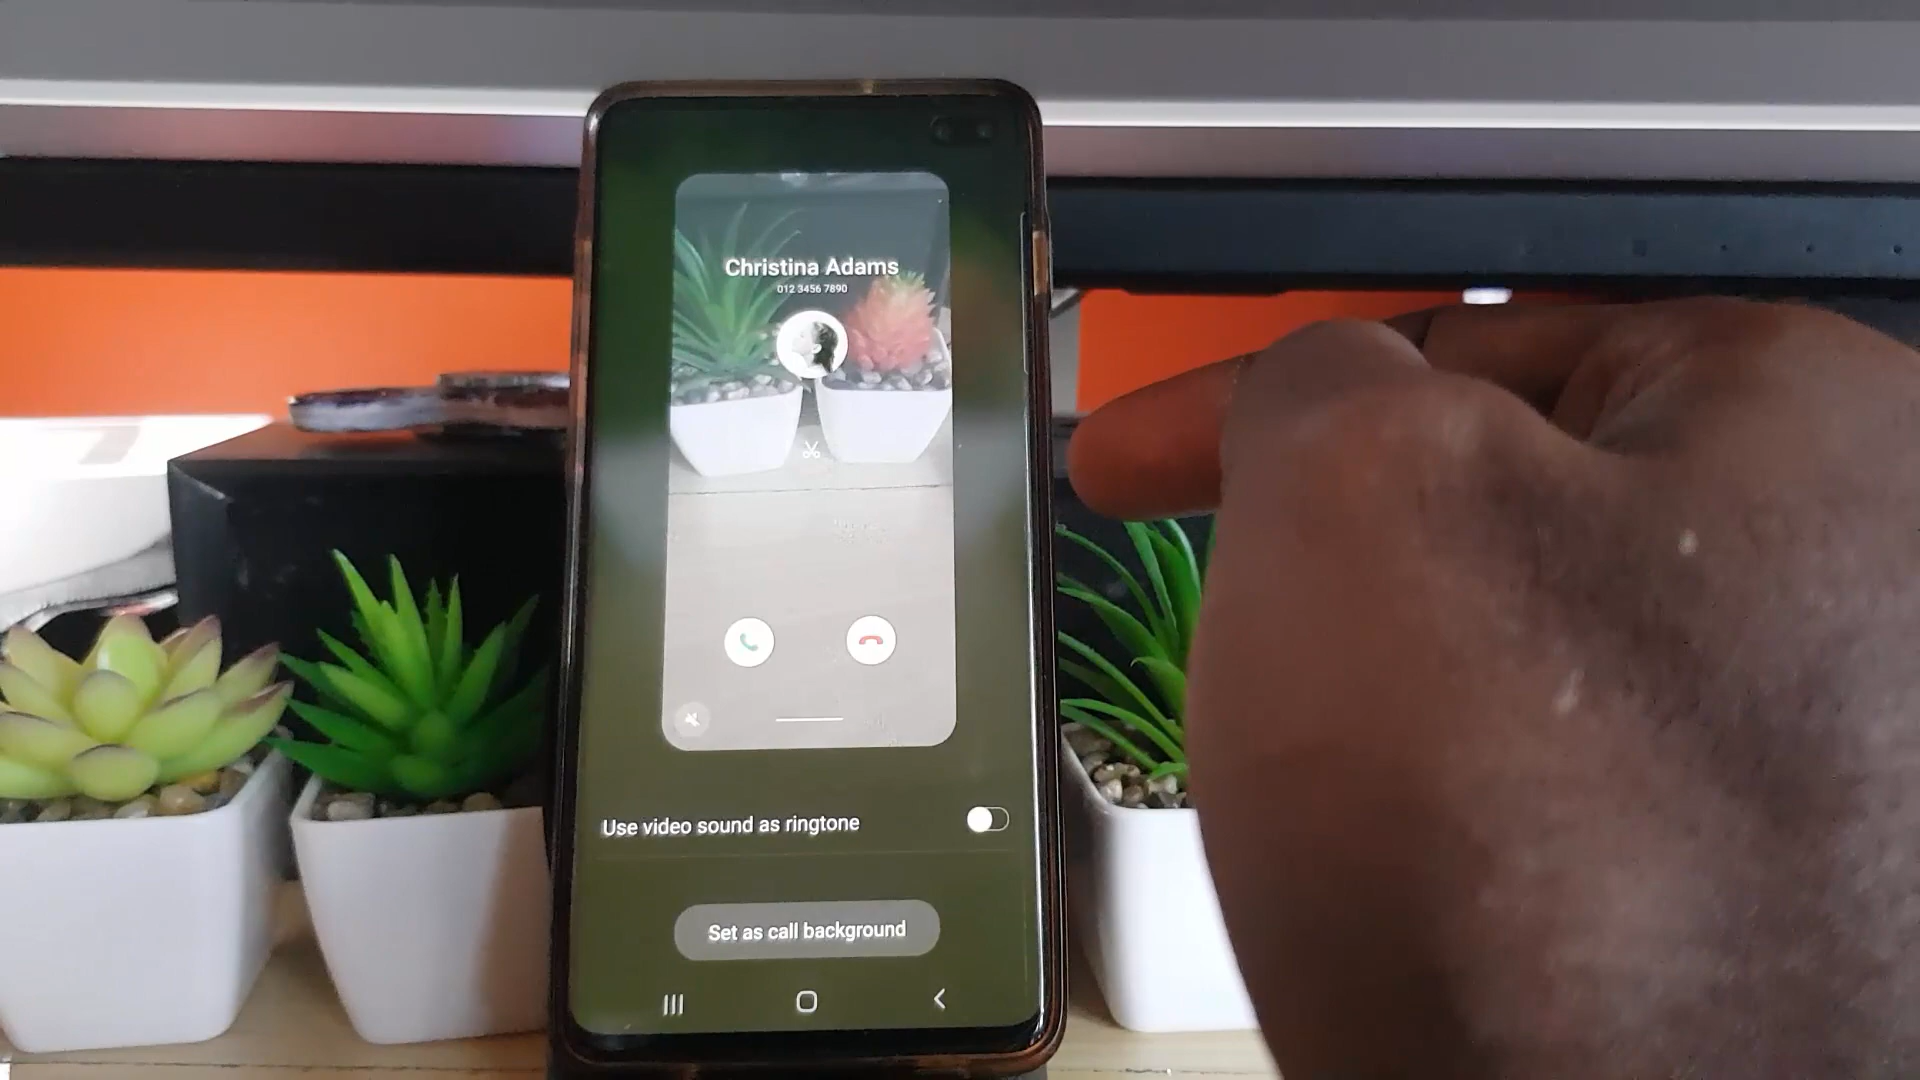 Christina Adams
012 3456 7890
Use video sound as ringtone
Set as call background